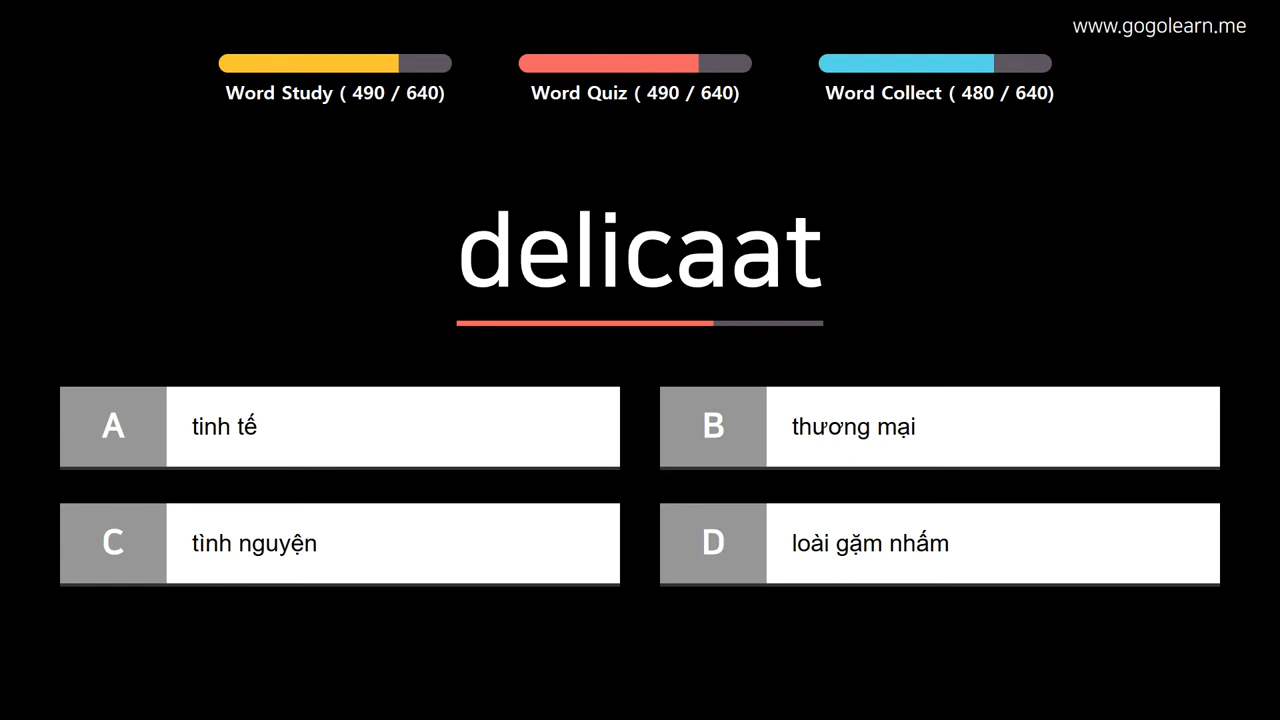 www.gogolearn.me
Word Study ( 490 / 640)
Word Quiz ( 490 / 640)
Word Collect ( 480 / 640)
delicaat
A tinh tế
B thương mại
C tình nguyện
D loài gặm nhấm